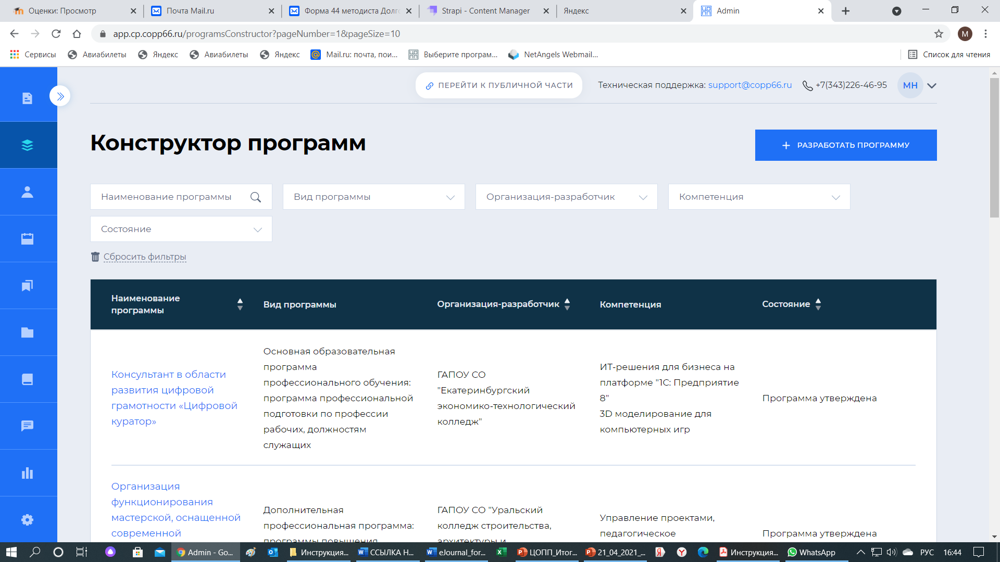 Оценки: Просмотр
Почта Mail.ru
Форма 44 методиста Долго
Strapi - Content Manager
Яндекс
Admin
app.cp.copp66.ru/programsConstructor?pageNumber=1&pageSize=10
М
Сервисы
Авиабилеты
Яндекс
Авиабилеты
Яндекс
Mail.ru: почта, пои...
Выберите програм...
NetAngels Webmail...
Список для чтения
ПЕРЕЙТИ К ПУБЛИЧНОЙ ЧАСТИ
Техническая поддержка: support@copp66.ru
+7(343)226-46-95
МН
Конструктор программ
РАЗРАБОТАТЬ ПРОГРАММУ
Наименование программы
Вид программы
Организация-разработчик
Компетенция
Состояние
Сбросить фильтры
Наименование
программы
Вид программы
Организация-разработчик
Компетенция
Состояние
Консультант в области
развития цифровой
грамотности «Цифровой
куратор»
Основная образовательная
программа
профессионального обучения:
программа профессиональной
подготовки по профессии
рабочих, должностям
служащих
ГАПОУ СО
"Екатеринбургский
экономико-технологический
колледж"
ИТ-решения для бизнеса на
платформе "1С: Предприятие
8"
3D моделирование для
компьютерных игр
Программа утверждена
Организация
функционирования
мастерской, оснащенной
современной
Дополнительная
профессиональная программа:
программы повышения
ГАПОУ СО "Уральский
колледж строительства,
архитектуры и
Управление проектами,
педагогическое
Программа утверждена
Admin - Go...
Инструкция...
ССЫЛКА Н...
eJournal_for...
ЦОПП_Итог...
21_04_2021_...
Инструкция...
WhatsApp
РУС
16:44